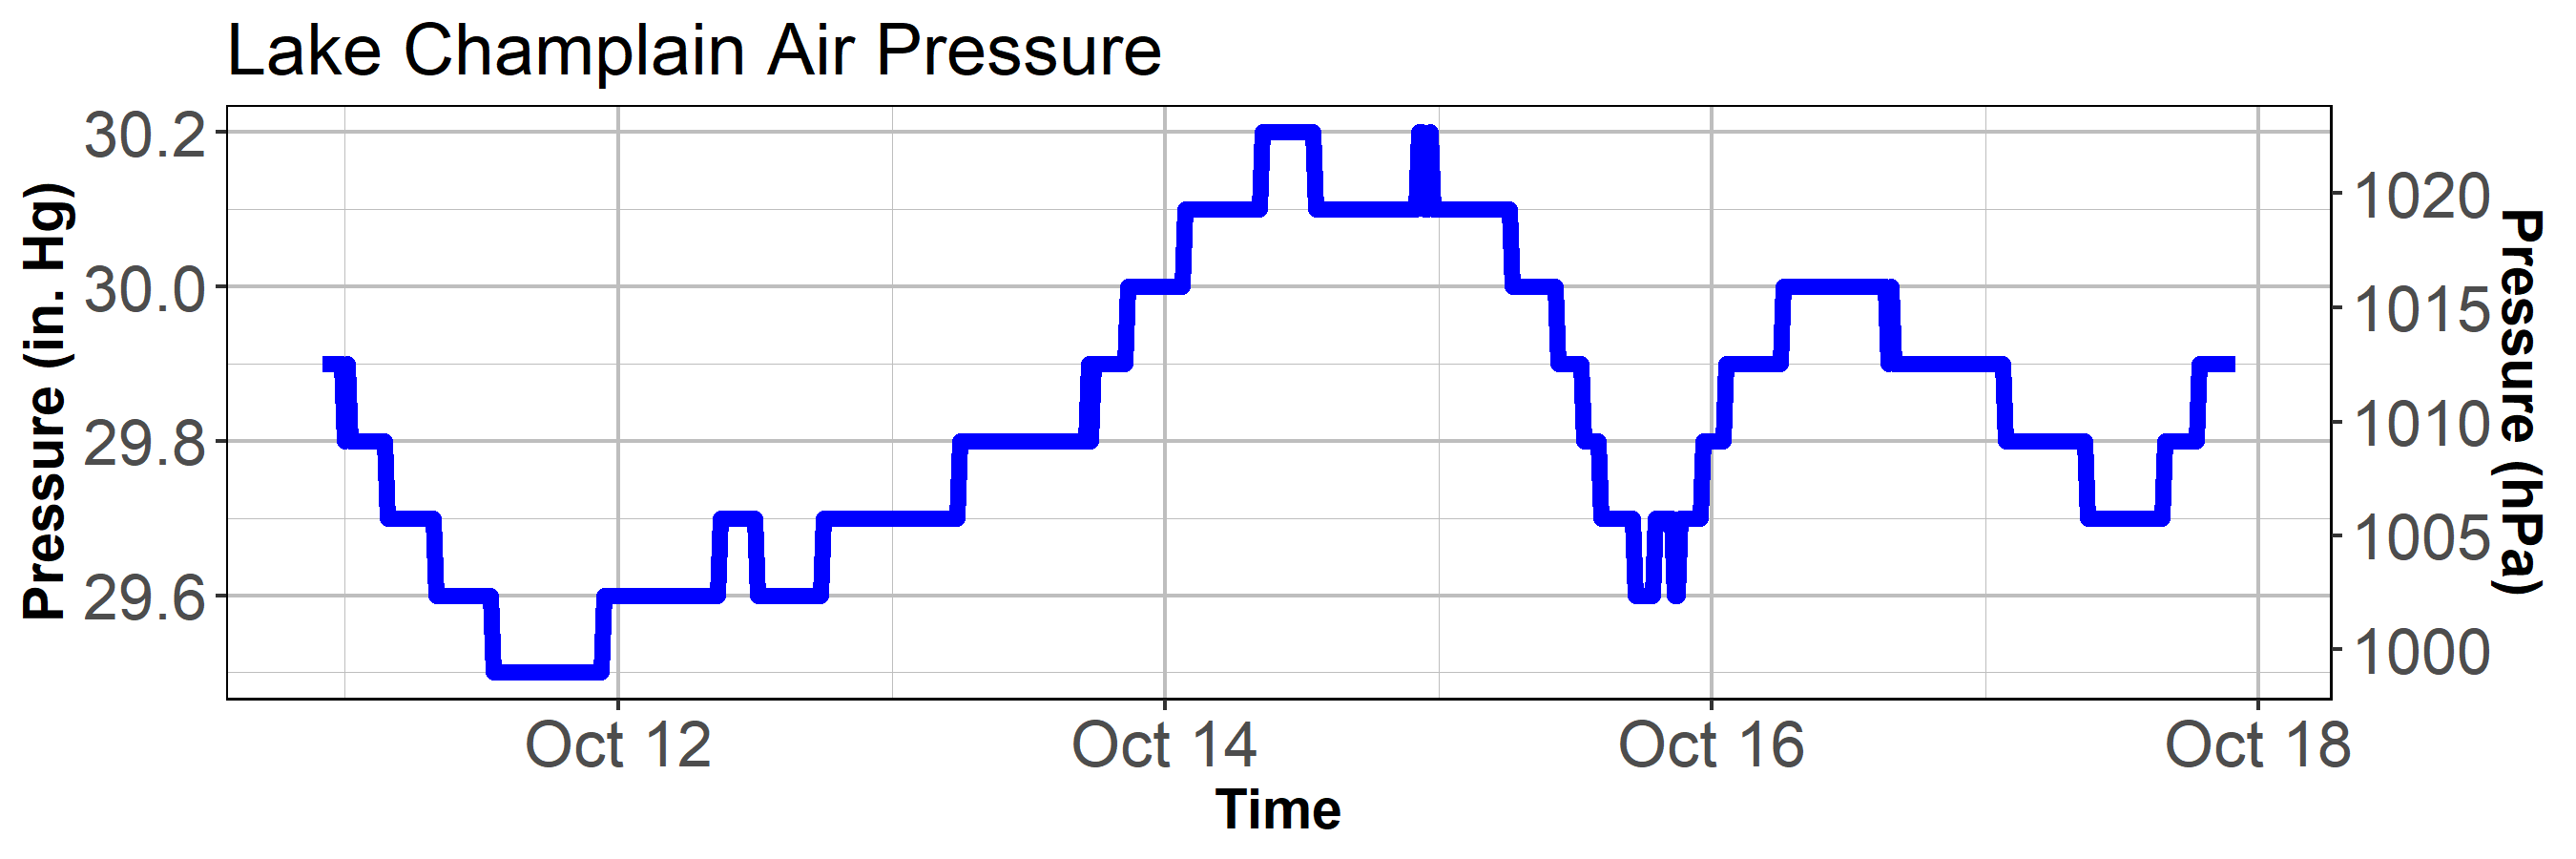 Lake Champlain Air Pressure
Pressure (in. Hg)
30.2
30.0
29.8
29.6
1020
1015
1010
1005
1000
Pressure (hPa)
Oct 12 Oct 14 Oct 16 Oct 18
Time